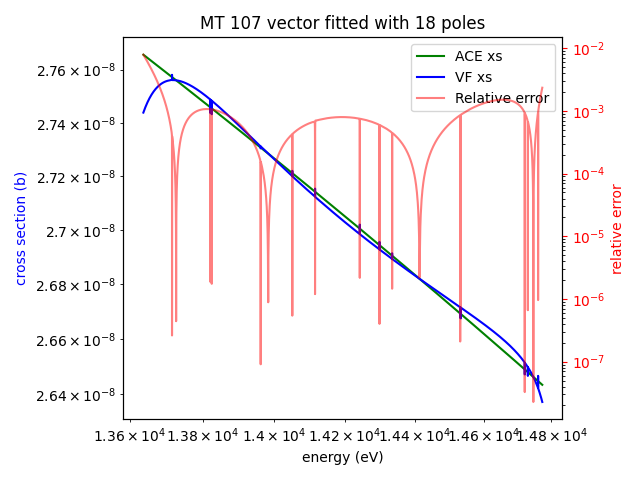 MT 107 vector fitted with 18 poles
ACE xs
VF xs
Relative error
2.76 × 10⁻⁸
2.74 × 10⁻⁸
2.72 × 10⁻⁸
2.7 × 10⁻⁸
2.68 × 10⁻⁸
2.66 × 10⁻⁸
2.64 × 10⁻⁸
cross section (b)
10⁻²
10⁻³
10⁻⁴
10⁻⁵
10⁻⁶
10⁻⁷
relative error
1.36 × 10⁴ 1.38 × 10⁴ 1.4 × 10⁴ 1.42 × 10⁴ 1.44 × 10⁴ 1.46 × 10⁴ 1.48 × 10⁴
energy (eV)